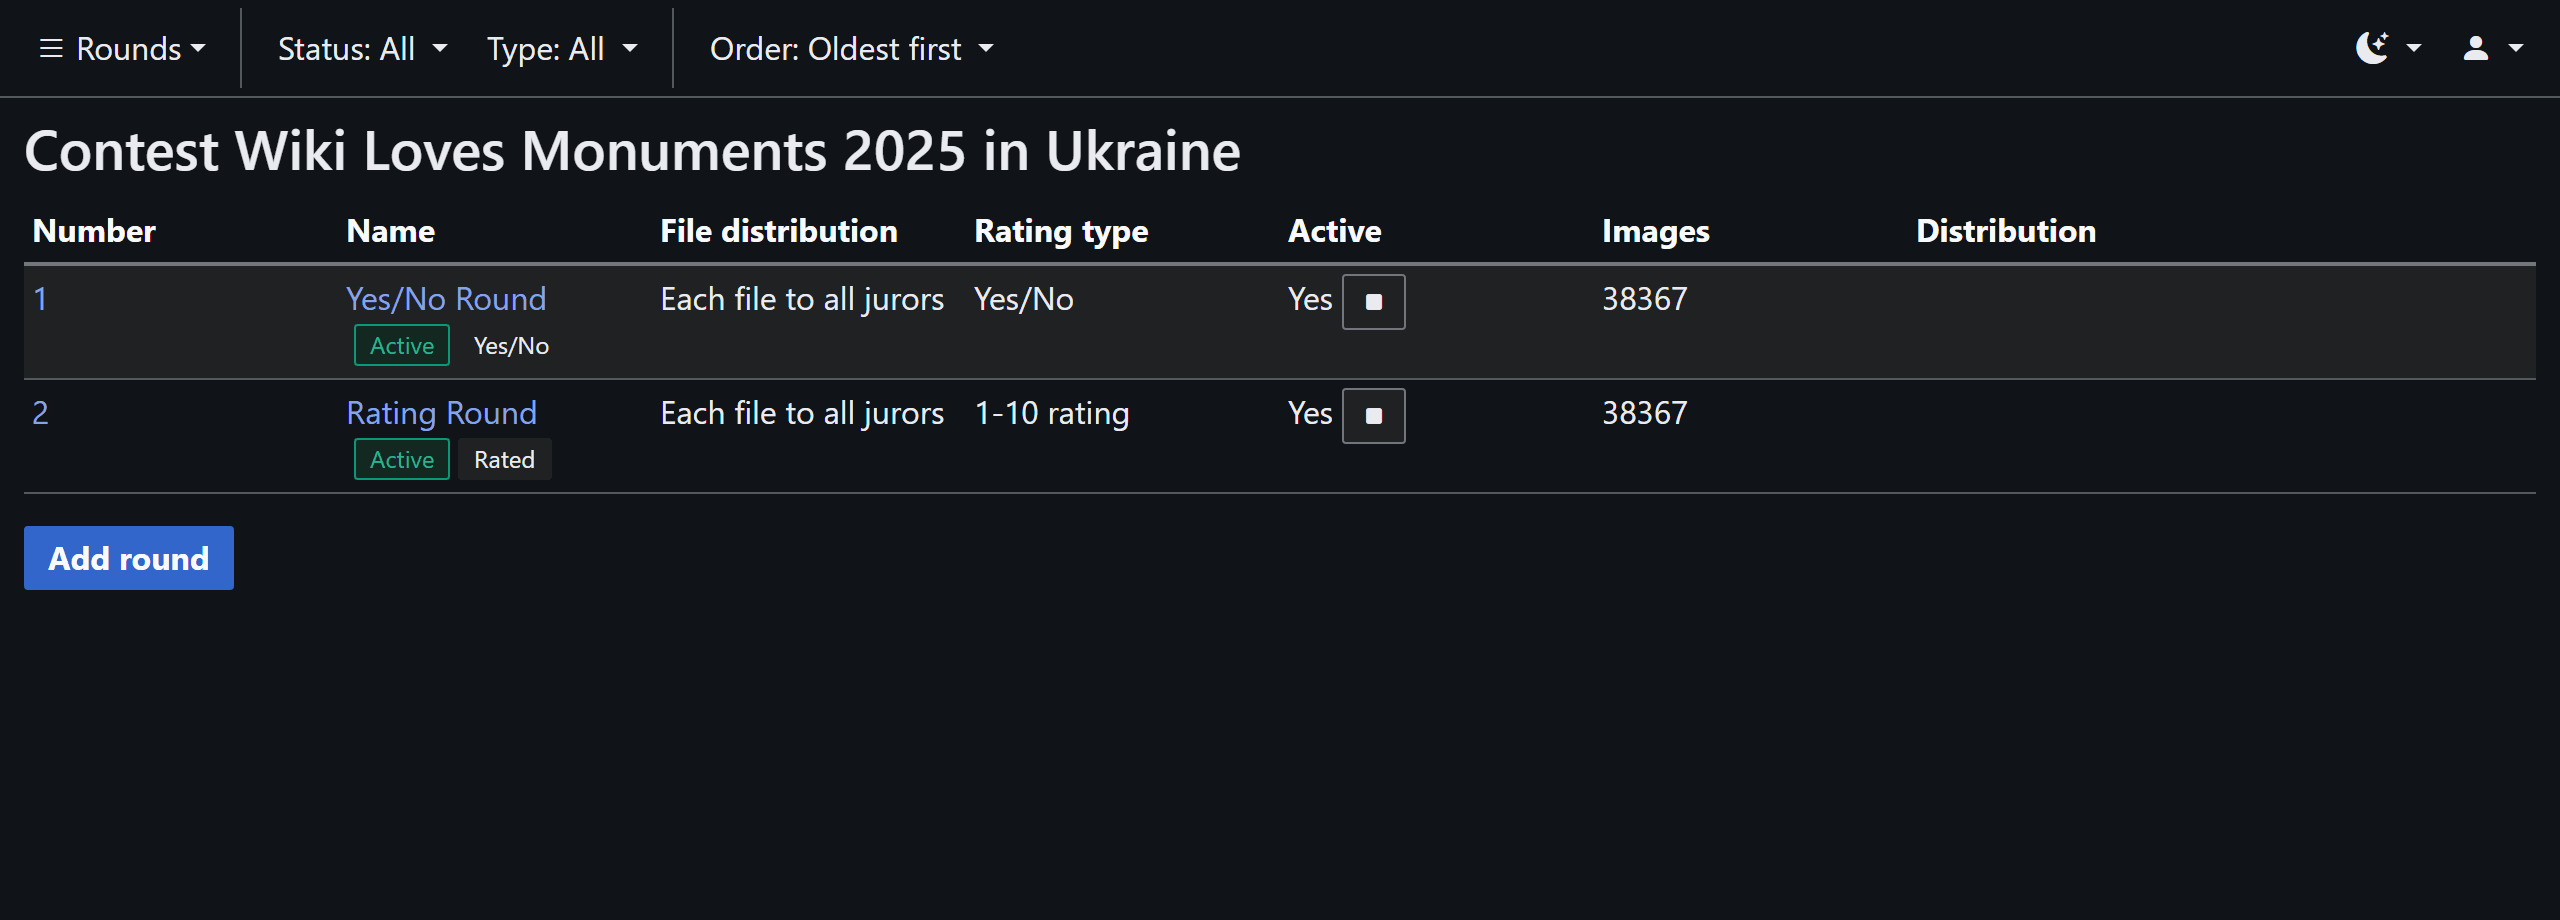 Rounds Status: All Type: All Order: Oldest first
Contest Wiki Loves Monuments 2025 in Ukraine
Number Name File distribution Rating type Active Images Distribution
1 Yes/No Round Each file to all jurors Yes/No Yes 38367
Active Yes/No
2 Rating Round Each file to all jurors 1-10 rating Yes 38367
Active Rated
Add round